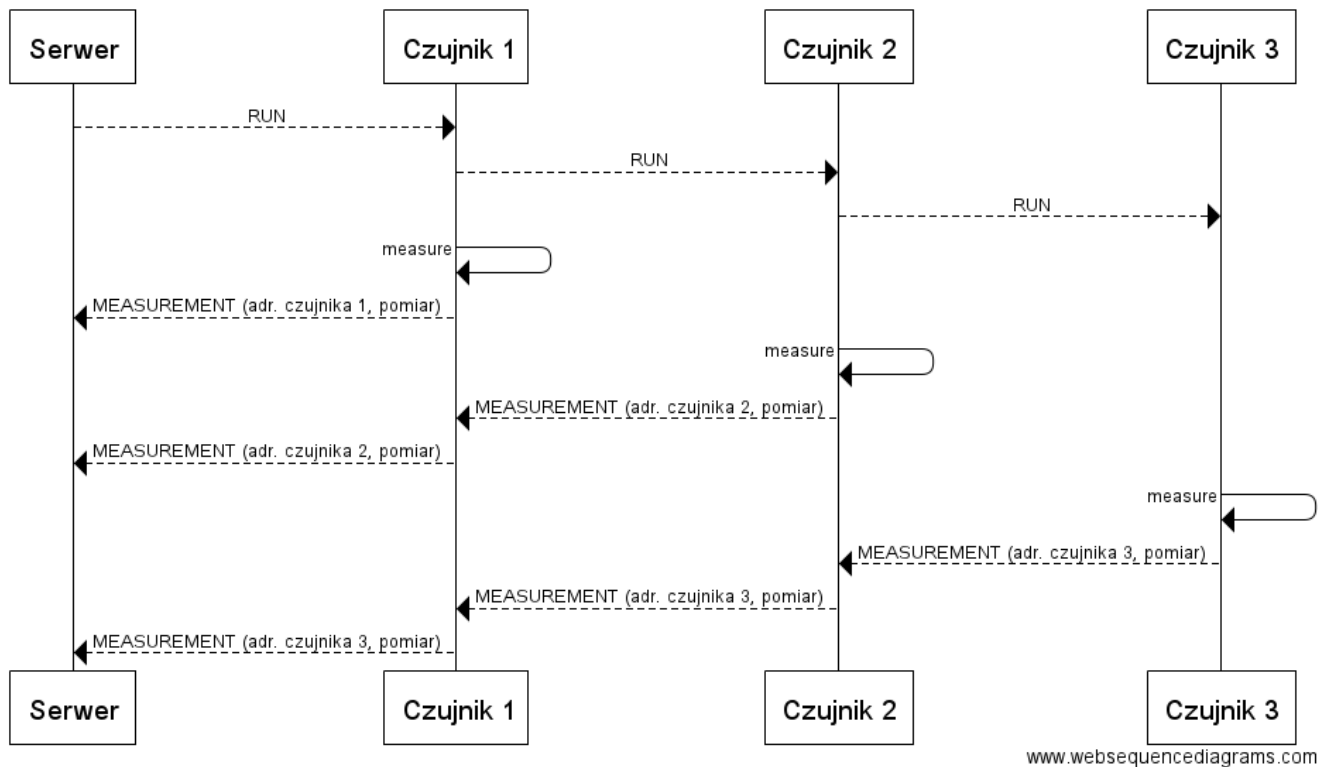 Serwer
Czujnik 1
Czujnik 2
Czujnik 3
RUN
RUN
RUN
measure
MEASUREMENT (adr. czujnika 1, pomiar)
measure
MEASUREMENT (adr. czujnika 2, pomiar)
MEASUREMENT (adr. czujnika 2, pomiar)
measure
MEASUREMENT (adr. czujnika 3, pomiar)
MEASUREMENT (adr. czujnika 3, pomiar)
MEASUREMENT (adr. czujnika 3, pomiar)
Serwer
Czujnik 1
Czujnik 2
Czujnik 3
www.websequencediagrams.com